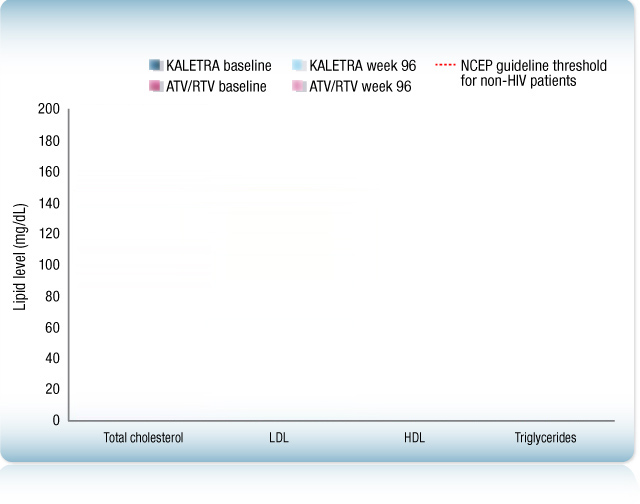 KALETRA baseline
KALETRA week 96
NCEP guideline threshold
for non-HIV patients
ATV/RTV baseline
ATV/RTV week 96
Lipid level (mg/dL)
200
180
160
140
120
100
80
60
40
20
0
Total cholesterol
LDL
HDL
Triglycerides